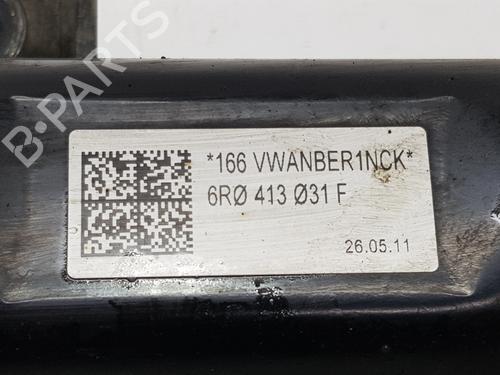 *166 VWANBER1NCK*
6RØ 413 Ø31 F
26.05.11
B-PARTS